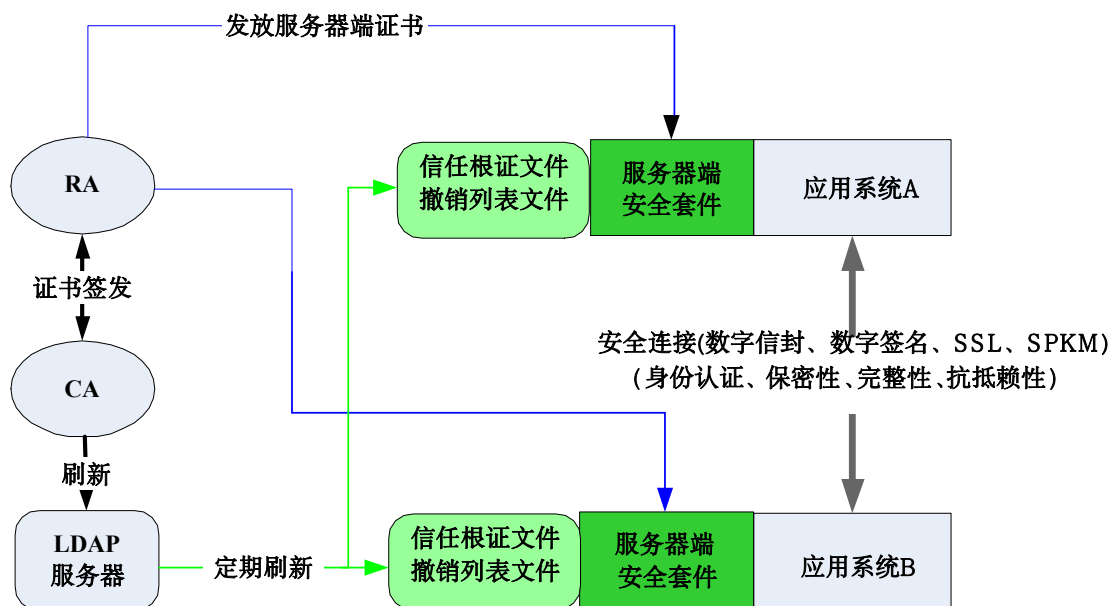 发放服务器端证书
RA
信任根证文件
撤销列表文件
服务器端
安全套件
应用系统A
证书签发
CA
安全连接(数字信封、数字签名、SSL、SPKM)
(身份认证、保密性、完整性、抗抵赖性)
刷新
LDAP
服务器
定期刷新
信任根证文件
撤销列表文件
服务器端
安全套件
应用系统B